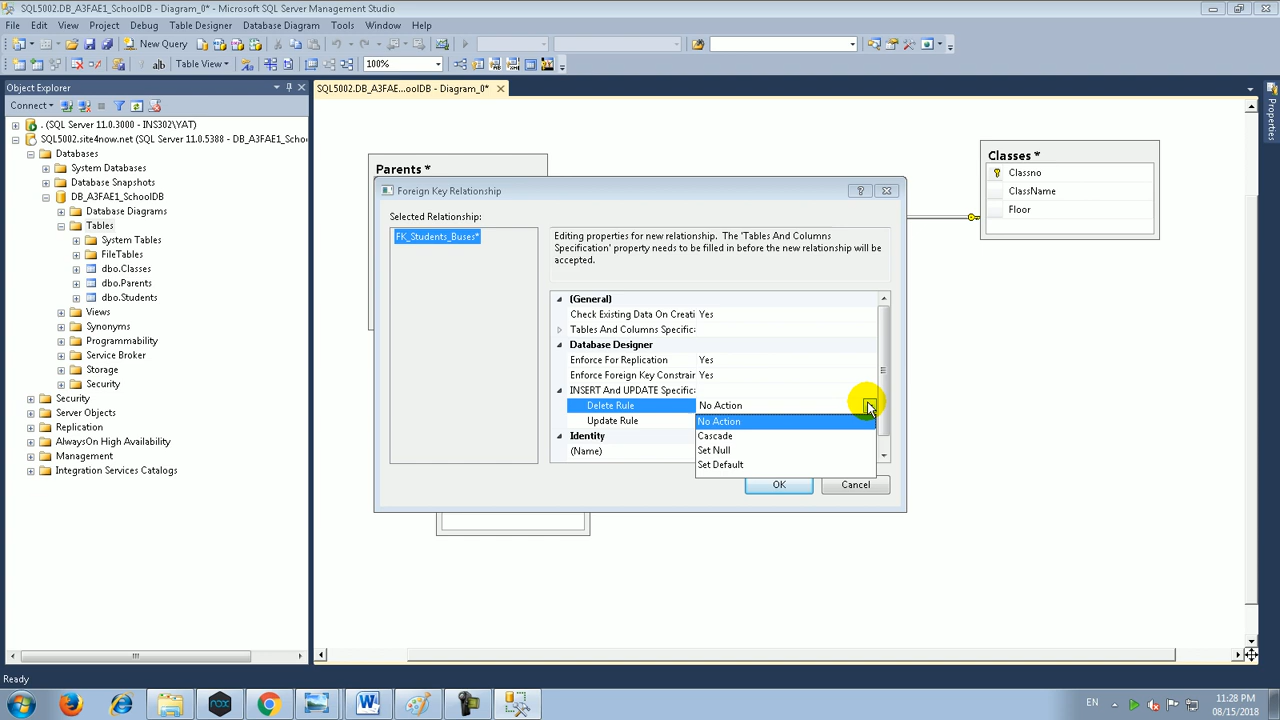 SQL5002.DB_A3FAE1_SchoolDB - Diagram_0* - Microsoft SQL Server Management Studio
File Edit View Project Debug Table Designer Database Diagram Tools Window Help
New Query
ab Table View 100%
Object Explorer
SQL5002.DB_A3FAE...oolDB - Diagram_0*
Connect
. (SQL Server 11.0.3000 - INS302\YAT)
SQL5002.site4now.net (SQL Server 11.0.5388 - DB_A3FAE1_Schoo
Databases
System Databases
Database Snapshots
DB_A3FAE1_SchoolDB
Database Diagrams
Tables
System Tables
FileTables
dbo.Classes
dbo.Parents
dbo.Students
Views
Synonyms
Programmability
Service Broker
Storage
Security
Security
Server Objects
Replication
AlwaysOn High Availability
Management
Integration Services Catalogs
Properties
Parents *
Classes *
Classno
ClassName
Floor
Foreign Key Relationship
Selected Relationship:
FK_Students_Buses*
Editing properties for new relationship. The 'Tables And Columns
Specification' property needs to be filled in before the new relationship will be
accepted.
(General)
Check Existing Data On Creati Yes
Tables And Columns Specific
Database Designer
Enforce For Replication Yes
Enforce Foreign Key Constrair Yes
INSERT And UPDATE Specific
Delete Rule No Action
Update Rule
Identity
(Name)
No Action
Cascade
Set Null
Set Default
OK Cancel
Ready
EN
11:28 PM
08/15/2018